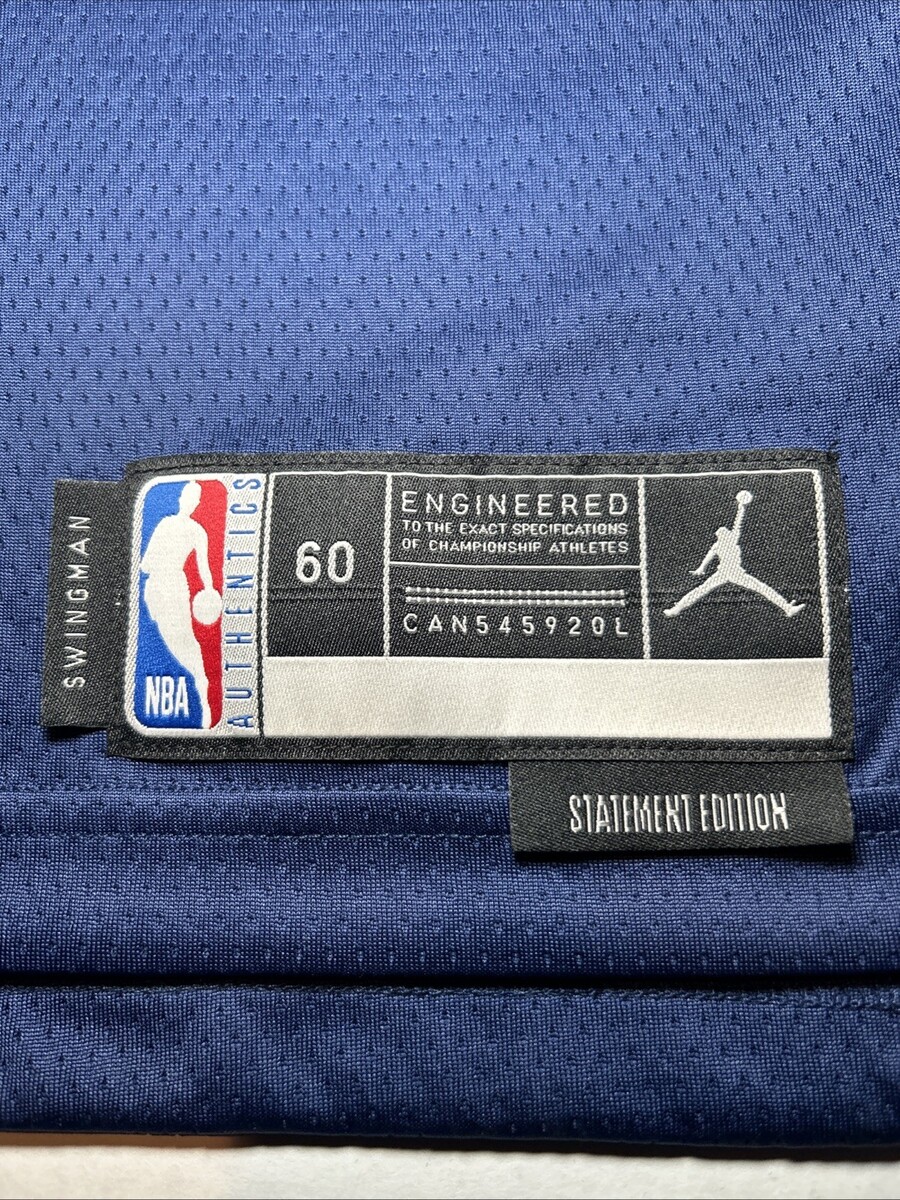 SWINGMAN
NBA
AUTHENTICS
60
ENGINEERED
TO THE EXACT SPECIFICATIONS
OF CHAMPIONSHIP ATHLETES
CAN545920L
STATEMENT EDITION